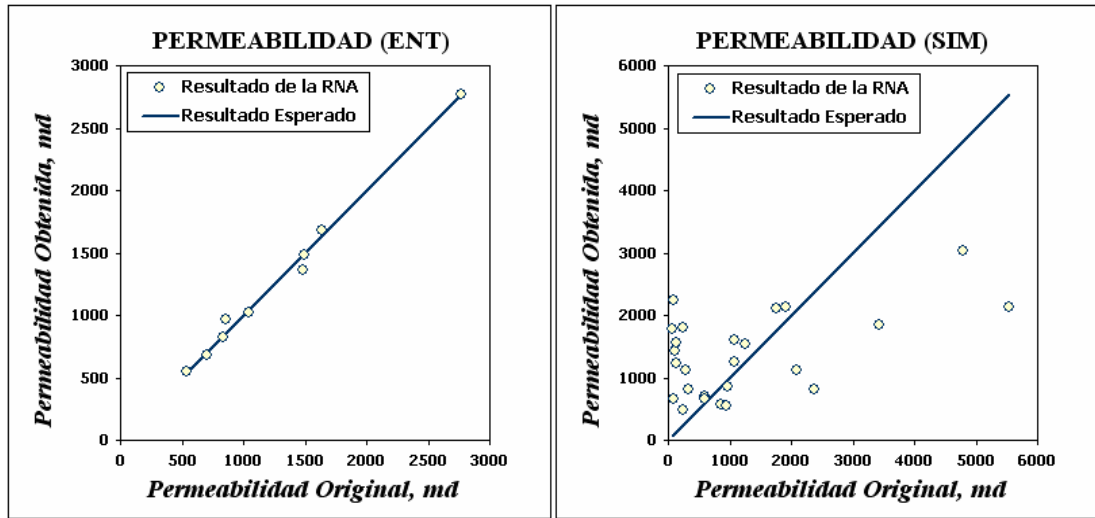 PERMEABILIDAD (ENT)
3000
2500
2000
1500
1000
500
0
Permeabilidad Obtenida, md
Resultado de la RNA
Resultado Esperado
0 500 1000 1500 2000 2500 3000
Permeabilidad Original, md
PERMEABILIDAD (SIM)
6000
5000
4000
3000
2000
1000
0
Permeabilidad Obtenida, md
Resultado de la RNA
Resultado Esperado
0 1000 2000 3000 4000 5000 6000
Permeabilidad Original, md